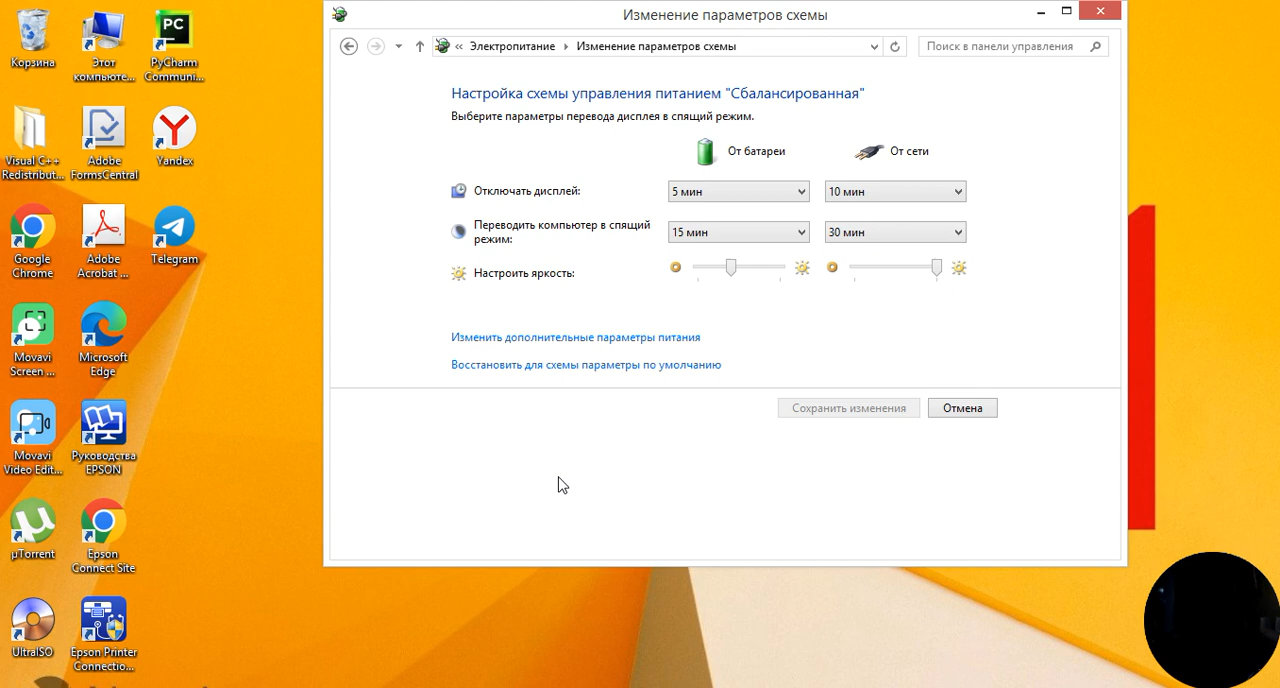 Корзина
Этот
компьюте...
PyCharm
Communi...
PC
Visual C++
Redistribut...
Adobe
FormsCentral
Yandex
Google
Chrome
Adobe
Acrobat ...
Telegram
Movavi
Screen ...
Microsoft
Edge
Movavi
Video Edit...
Руководства
EPSON
µTorrent
Epson
Connect Site
UltraISO
Epson Printer
Connectio...
Изменение параметров схемы
« Электропитание
Изменение параметров схемы
Поиск в панели управления
Настройка схемы управления питанием "Сбалансированная"
Выберите параметры перевода дисплея в спящий режим.
От батареи
От сети
Отключать дисплей:
5 мин
10 мин
Переводить компьютер в спящий
режим:
15 мин
30 мин
Настроить яркость:
Изменить дополнительные параметры питания
Восстановить для схемы параметры по умолчанию
Сохранить изменения
Отмена